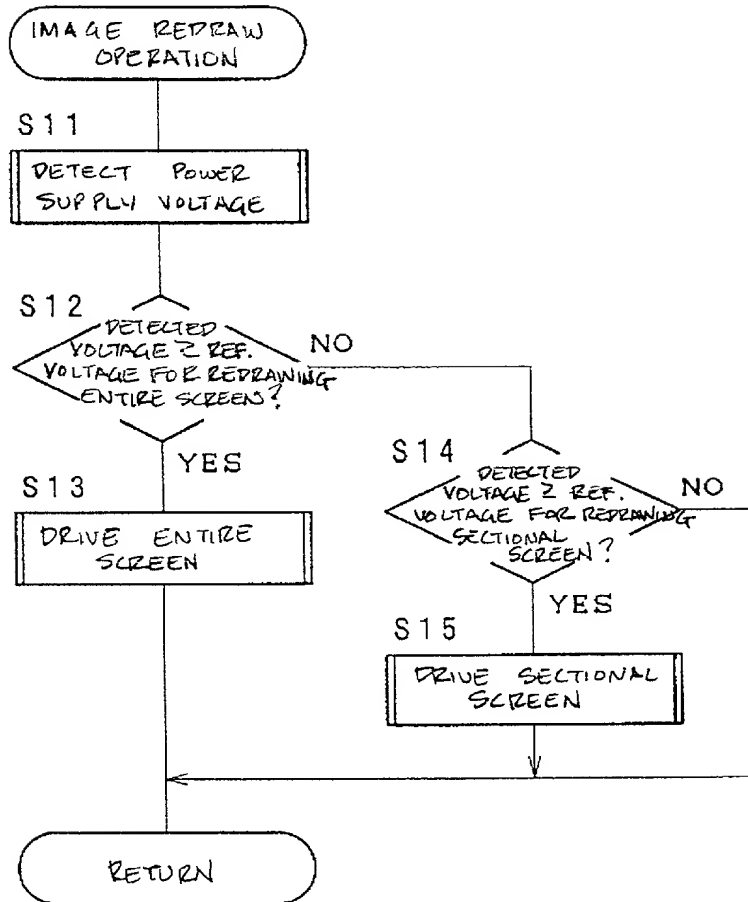 IMAGE REDRAW
OPERATION
S11
DETECT POWER
SUPPLY VOLTAGE
S12
DETECTED
VOLTAGE ≥ REF.
VOLTAGE FOR REDRAWING
ENTIRE SCREEN?
NO
YES
S13
DRIVE ENTIRE
SCREEN
S14
DETECTED
VOLTAGE ≥ REF.
VOLTAGE FOR REDRAWING
SECTIONAL
SCREEN?
NO
YES
S15
DRIVE SECTIONAL
SCREEN
RETURN